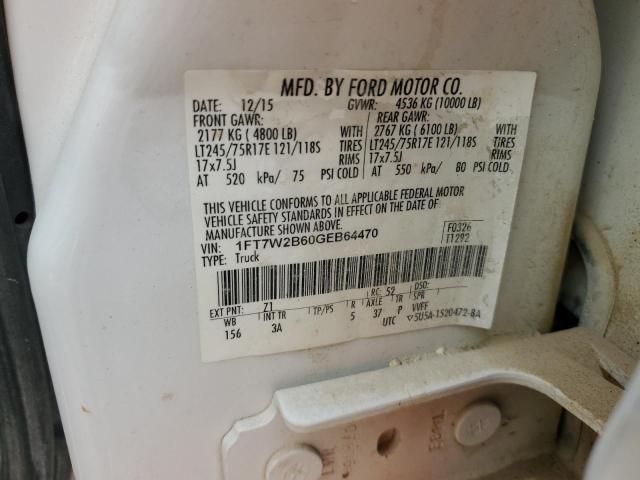 MFD. BY FORD MOTOR CO.
DATE: 12/15 GVWR: 4536 KG (10000 LB)
FRONT GAWR: REAR GAWR:
2177 KG ( 4800 LB) WITH 2767 KG ( 6100 LB) WITH
LT245/75R17E 121/118S TIRES LT245/75R17E 121/118S TIRES
17x7.5J RIMS 17x7.5J RIMS
AT 520 kPa/ 75 PSI COLD AT 550 kPa/ 80 PSI COLD
THIS VEHICLE CONFORMS TO ALL APPLICABLE FEDERAL MOTOR
VEHICLE SAFETY STANDARDS IN EFFECT ON THE DATE OF
MANUFACTURE SHOWN ABOVE.
VIN: 1FT7W2B60GEB64470 F0326
TYPE: Truck T1292
EXT PNT: Z1 RC: 52 DSO:
WB INT TR TP/PS R AXLE TR SPR
156 3A 5 37 P VVFF
UTC ▽5U5A-1520472-BA